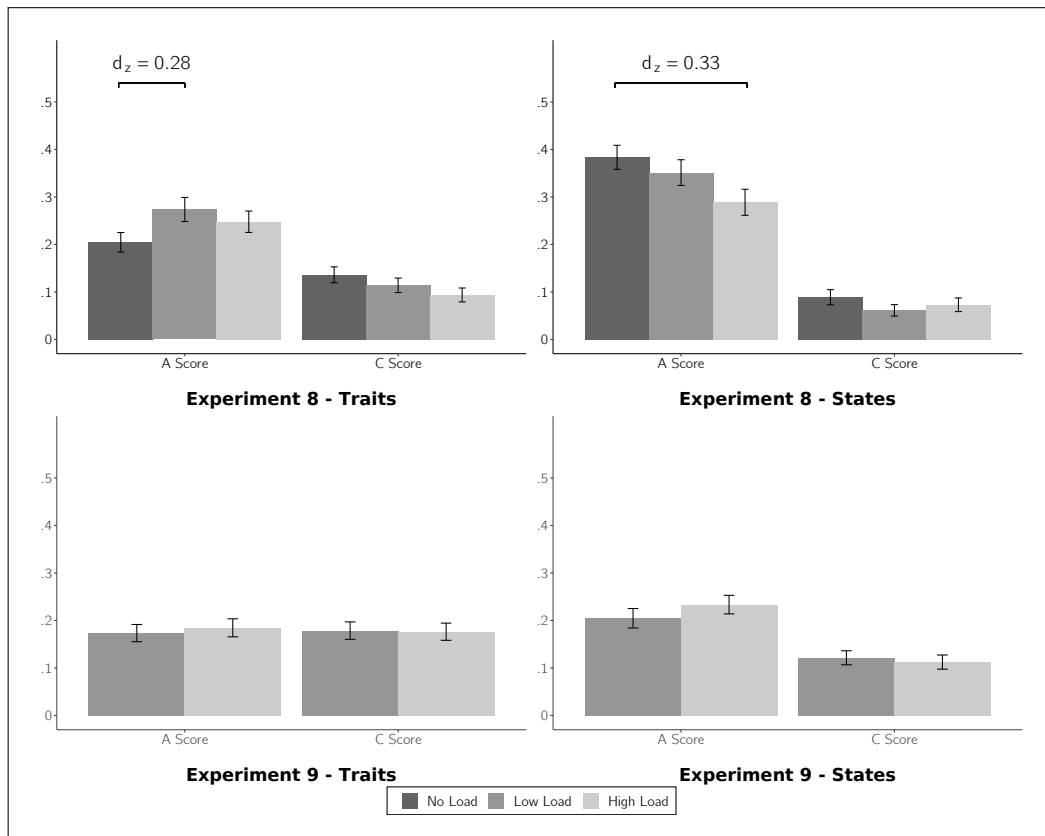 d_z = 0.28
.5
.4
.3
.2
.1
0
A Score
C Score
Experiment 8 - Traits
d_z = 0.33
.5
.4
.3
.2
.1
0
A Score
C Score
Experiment 8 - States
.5
.4
.3
.2
.1
0
A Score
C Score
Experiment 9 - Traits
.5
.4
.3
.2
.1
0
A Score
C Score
Experiment 9 - States
No Load Low Load High Load